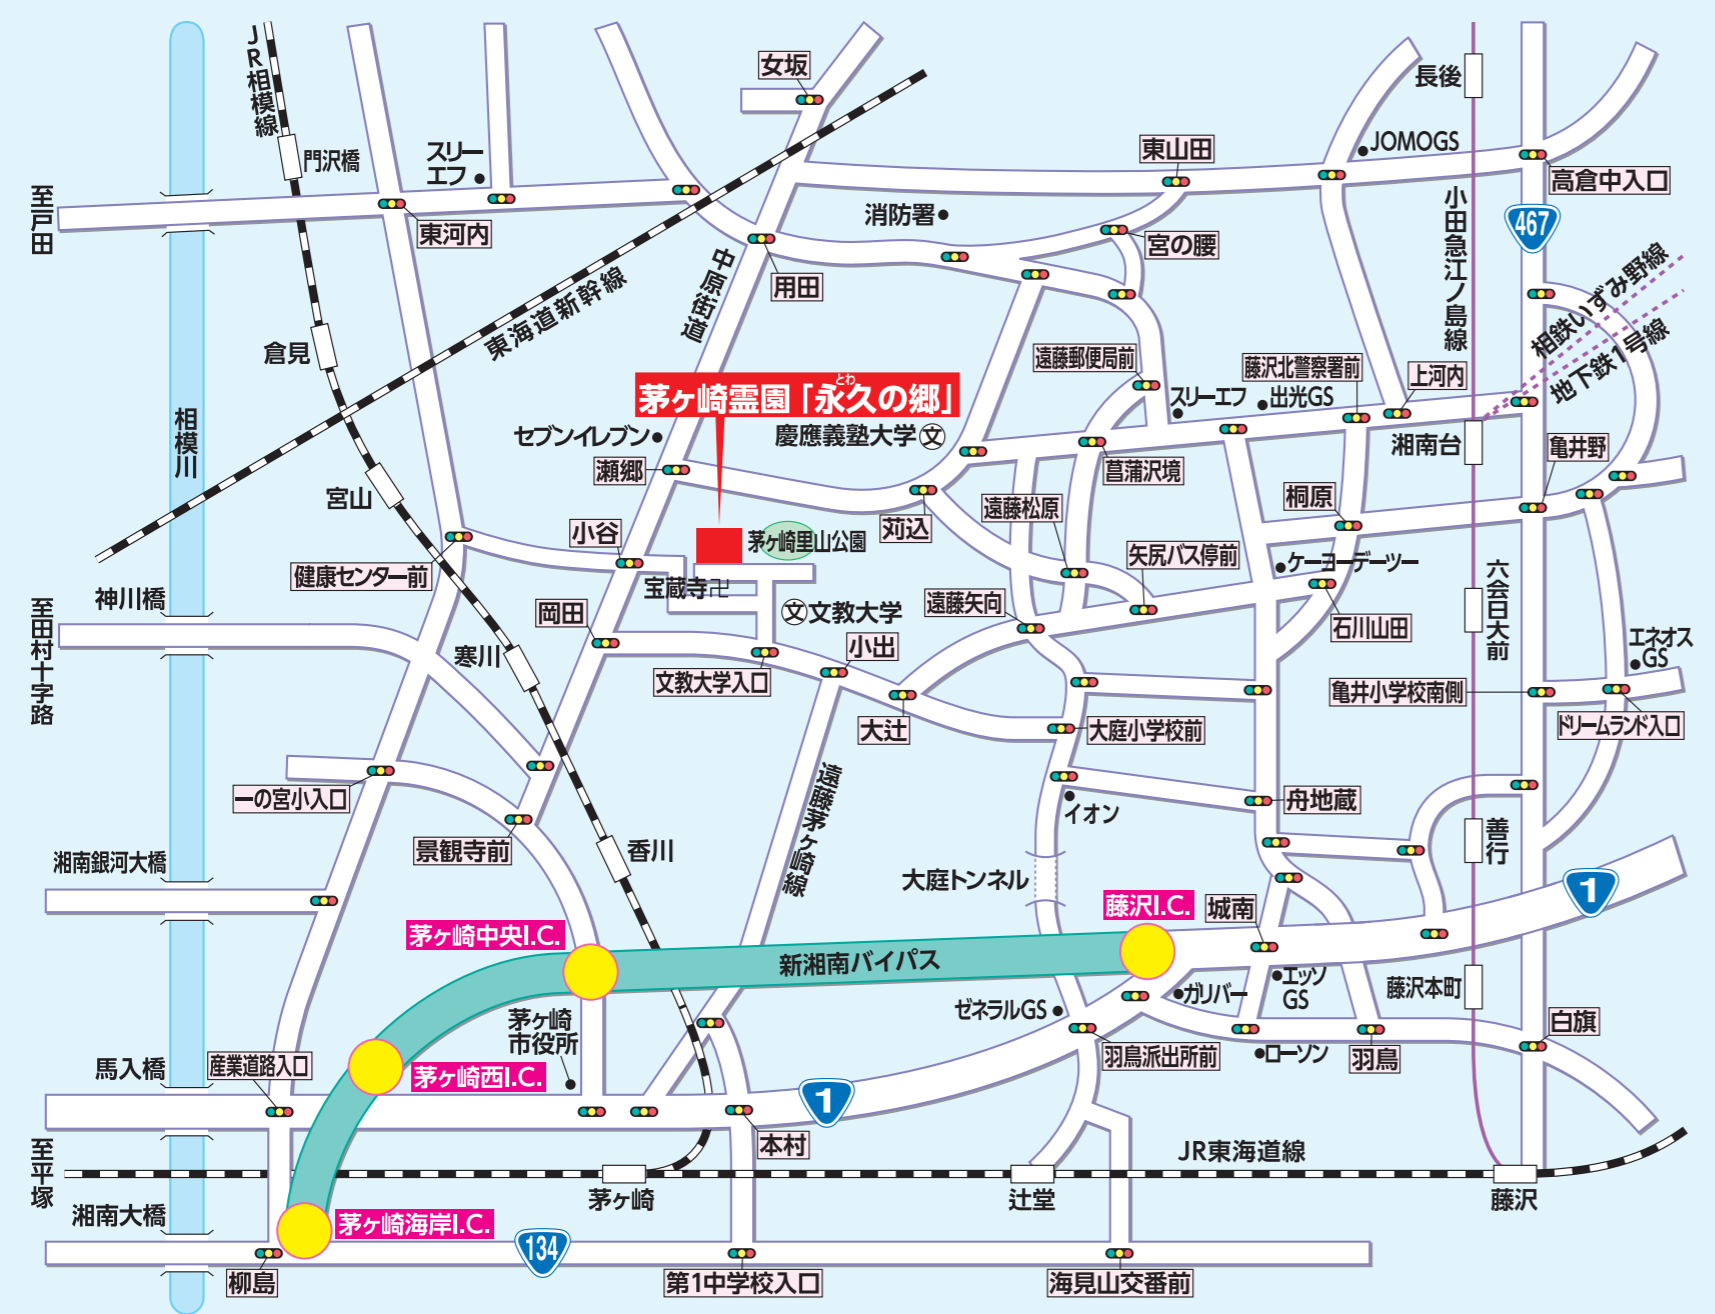 JR相模線
女坂
長後
門沢橋
スリー
エフ
東山田
JOMOGS
高倉中入口
至戸田
東河内
消防署
宮の腰
小田急江ノ島線
467
中原街道
用田
東海道新幹線
倉見
相鉄いずみ野線
地下鉄1号線
遠藤郵便局前
藤沢北警察署前
上河内
とわ
茅ヶ崎霊園「永久の郷」
スリーエフ
出光GS
相模川
セブンイレブン
慶應義塾大学
文
湘南台
亀井野
瀬郷
菖蒲沢境
宮山
苅込
遠藤松原
桐原
小谷
茅ヶ崎里山公園
矢尻バス停前
ケーヨーデーツー
健康センター前
神川橋
宝蔵寺卍
六会日大前
至田村十字路
岡田
文
文教大学
遠藤矢向
石川山田
エネオス
GS
寒川
小出
文教大学入口
亀井小学校南側
大辻
大庭小学校前
ドリームランド入口
一の宮小入口
遠藤茅ヶ崎線
イオン
舟地蔵
景観寺前
香川
善行
湘南銀河大橋
大庭トンネル
藤沢I.C.
城南
1
茅ヶ崎中央I.C.
新湘南バイパス
エッソ
GS
藤沢本町
ガリバー
ゼネラルGS
茅ヶ崎
市役所
白旗
馬入橋
産業道路入口
茅ヶ崎西I.C.
羽鳥派出所前
ローソン
羽鳥
1
本村
至平塚
JR東海道線
茅ヶ崎
辻堂
藤沢
湘南大橋
茅ヶ崎海岸I.C.
134
柳島
第1中学校入口
海見山交番前